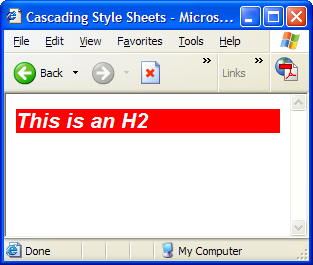 Cascading Style Sheets - Micros...
File Edit View Favorites Tools Help
Back Links
This is an H2
Done My Computer